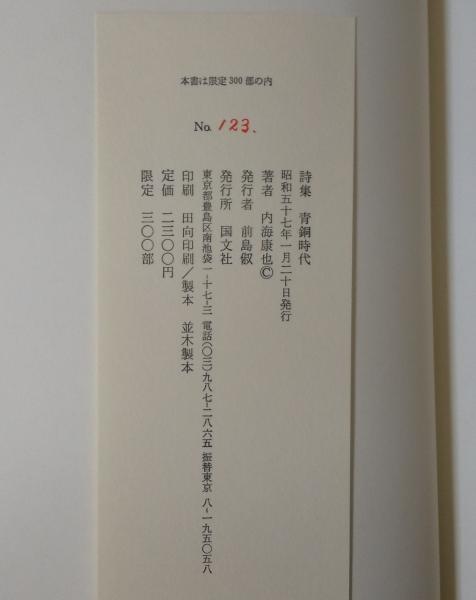 本書は限定300部の内
No. 123.
詩集 青銅時代
昭和五十七年一月二十日発行
著者 内海康也©
発行者 前島俶
発行所 国文社
東京都豊島区南池袋一-十七-三 電話(〇三)九八七-二八六五 振替東京 八-一九五〇五八
印刷 田向印刷/製本 並木製本
定価 二三〇〇円
限定 三〇〇部